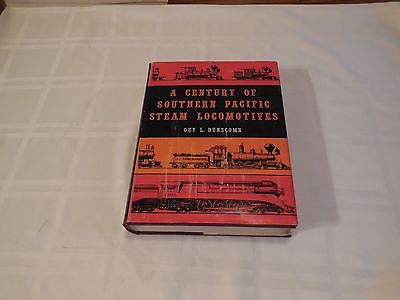 A CENTURY OF
SOUTHERN PACIFIC
STEAM LOCOMOTIVES
GUY L. DUNSCOMB